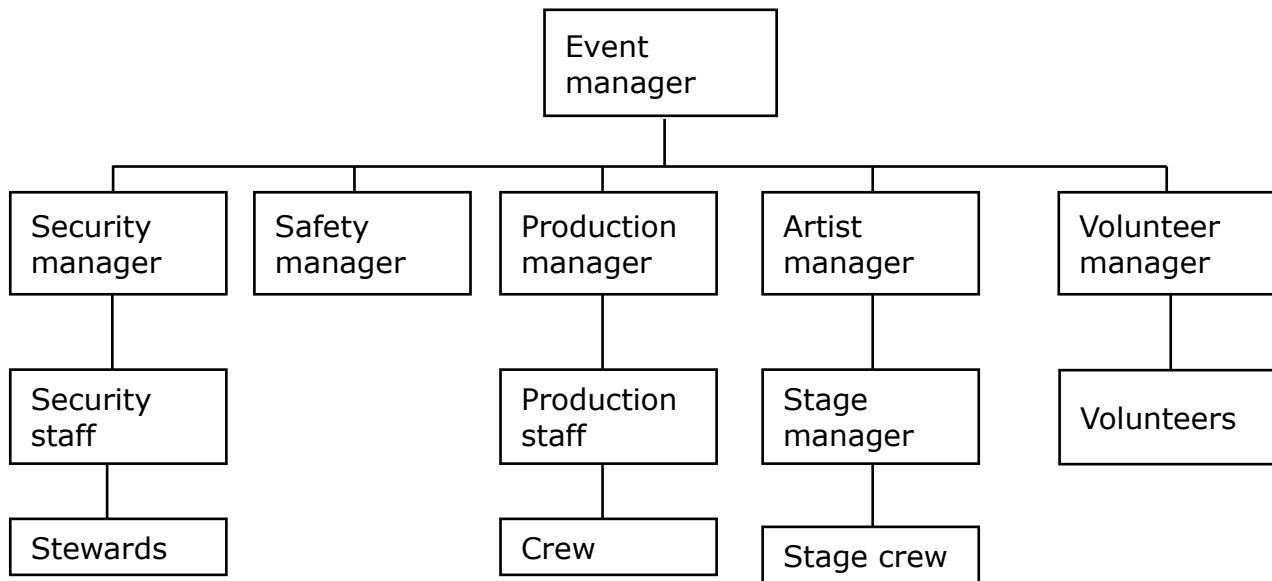 Event
manager
Security
manager
Safety
manager
Production
manager
Artist
manager
Volunteer
manager
Security
staff
Production
staff
Stage
manager
Volunteers
Stewards
Crew
Stage crew